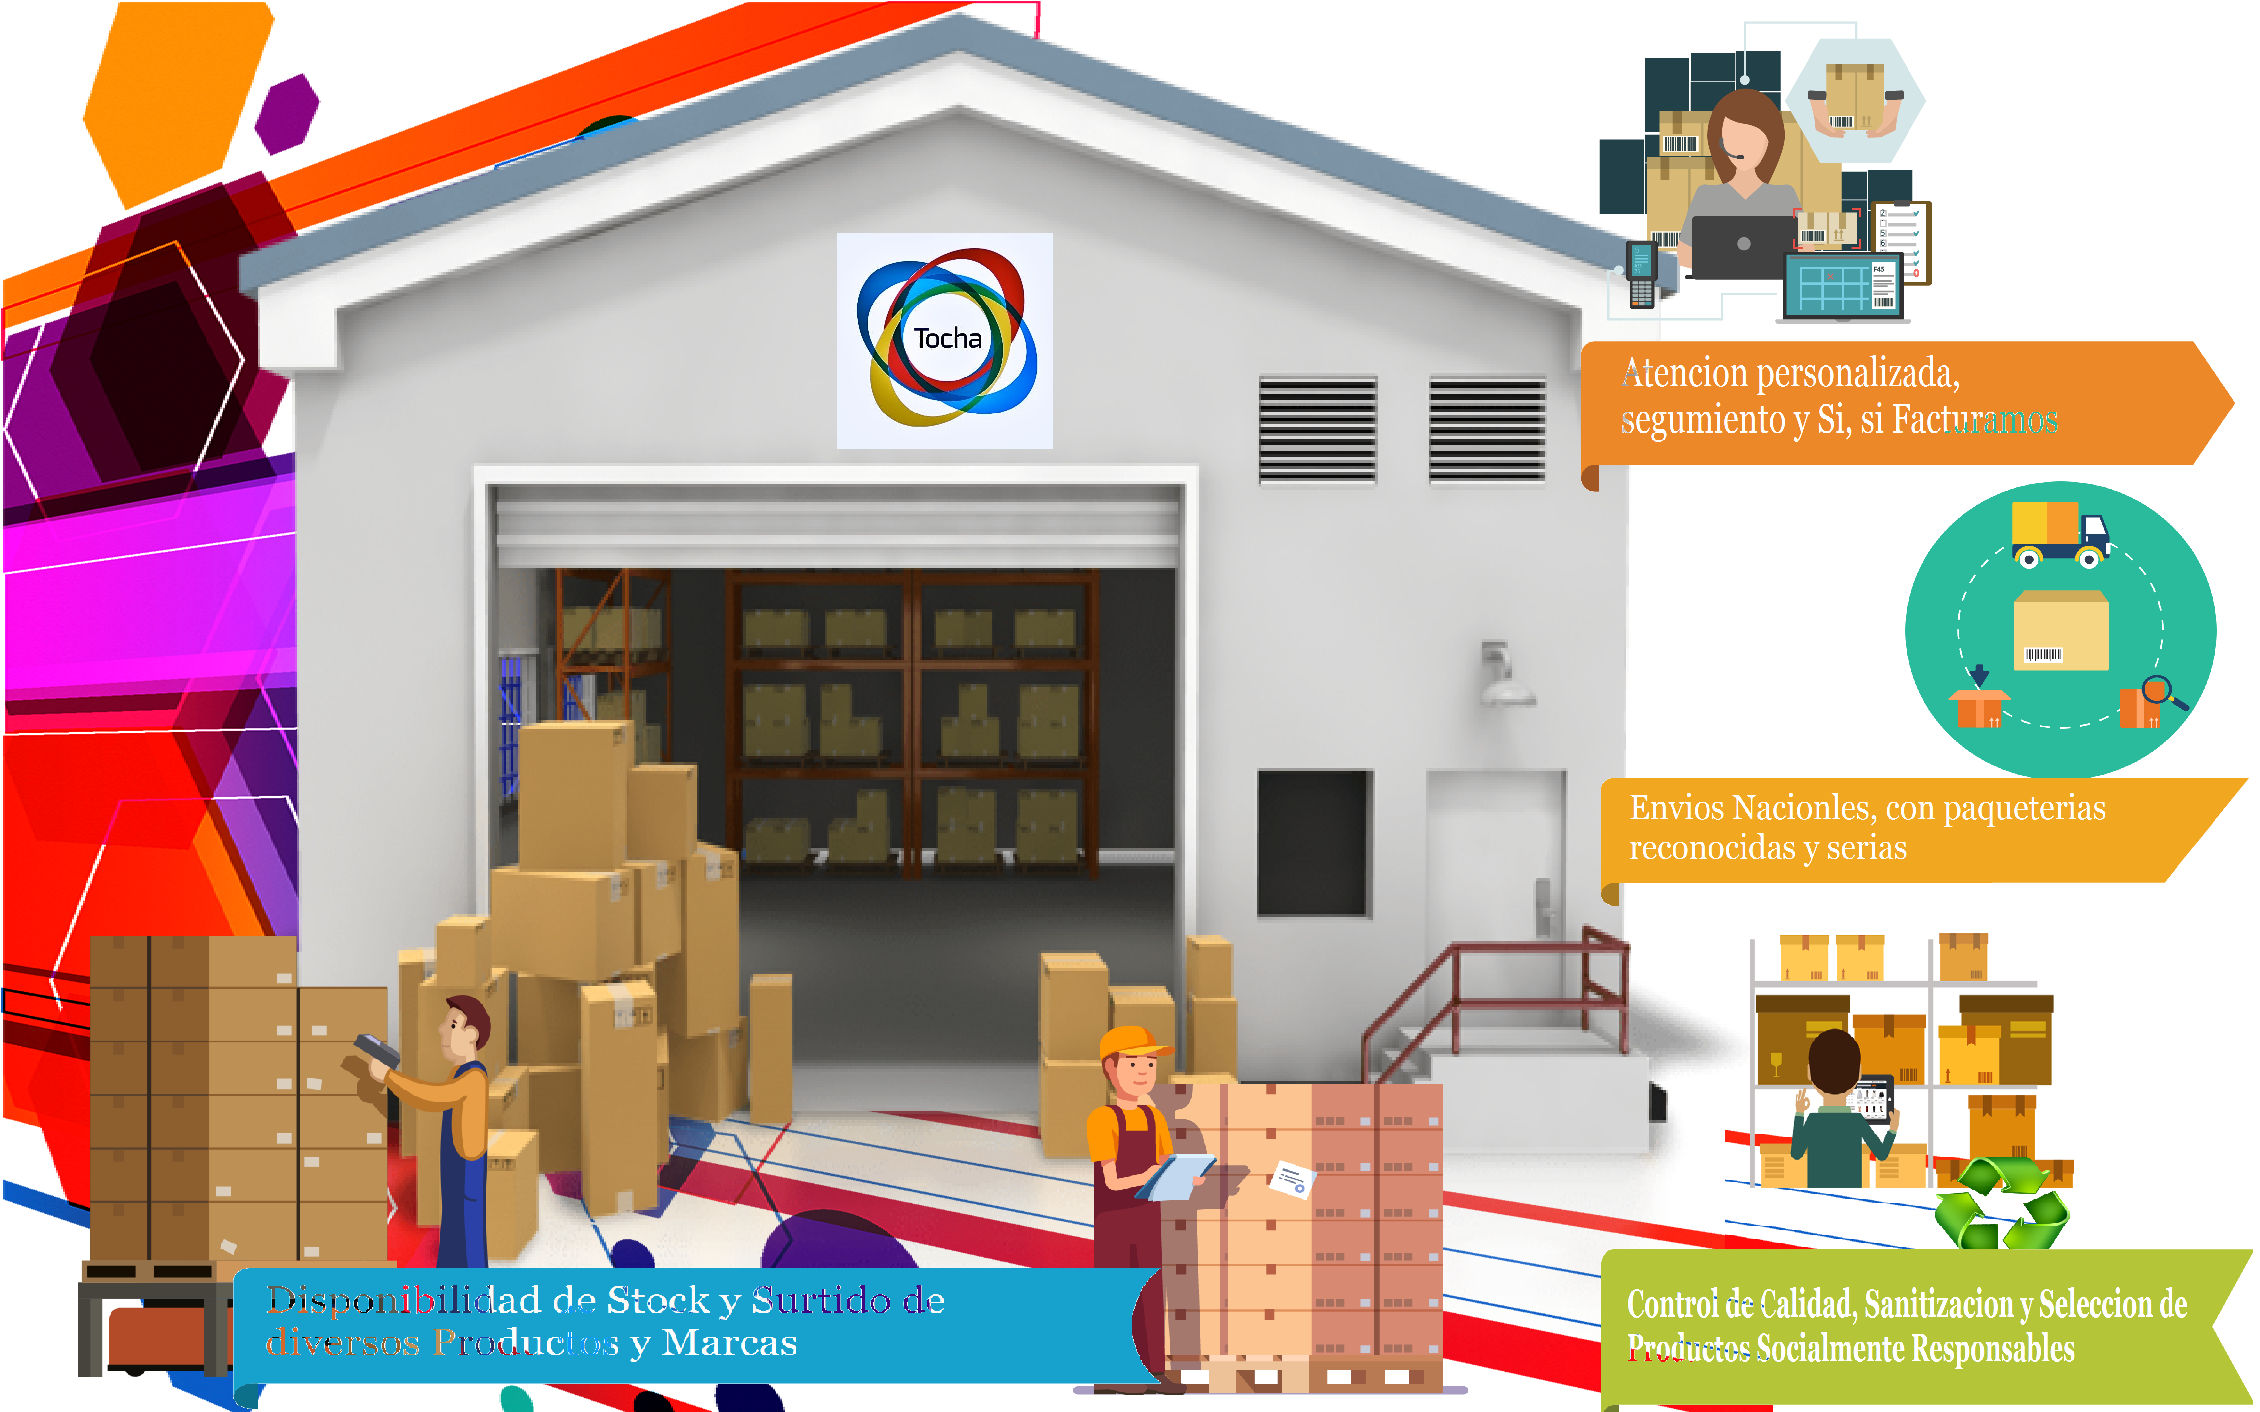 Tocha
Atencion personalizada,
segumiento y Si, si Facturamos
Envios Nacionles, con paqueterias
reconocidas y serias
Disponibilidad de Stock y Surtido de
diversos Productos y Marcas
Control de Calidad, Sanitizacion y Seleccion de
Productos Socialmente Responsables